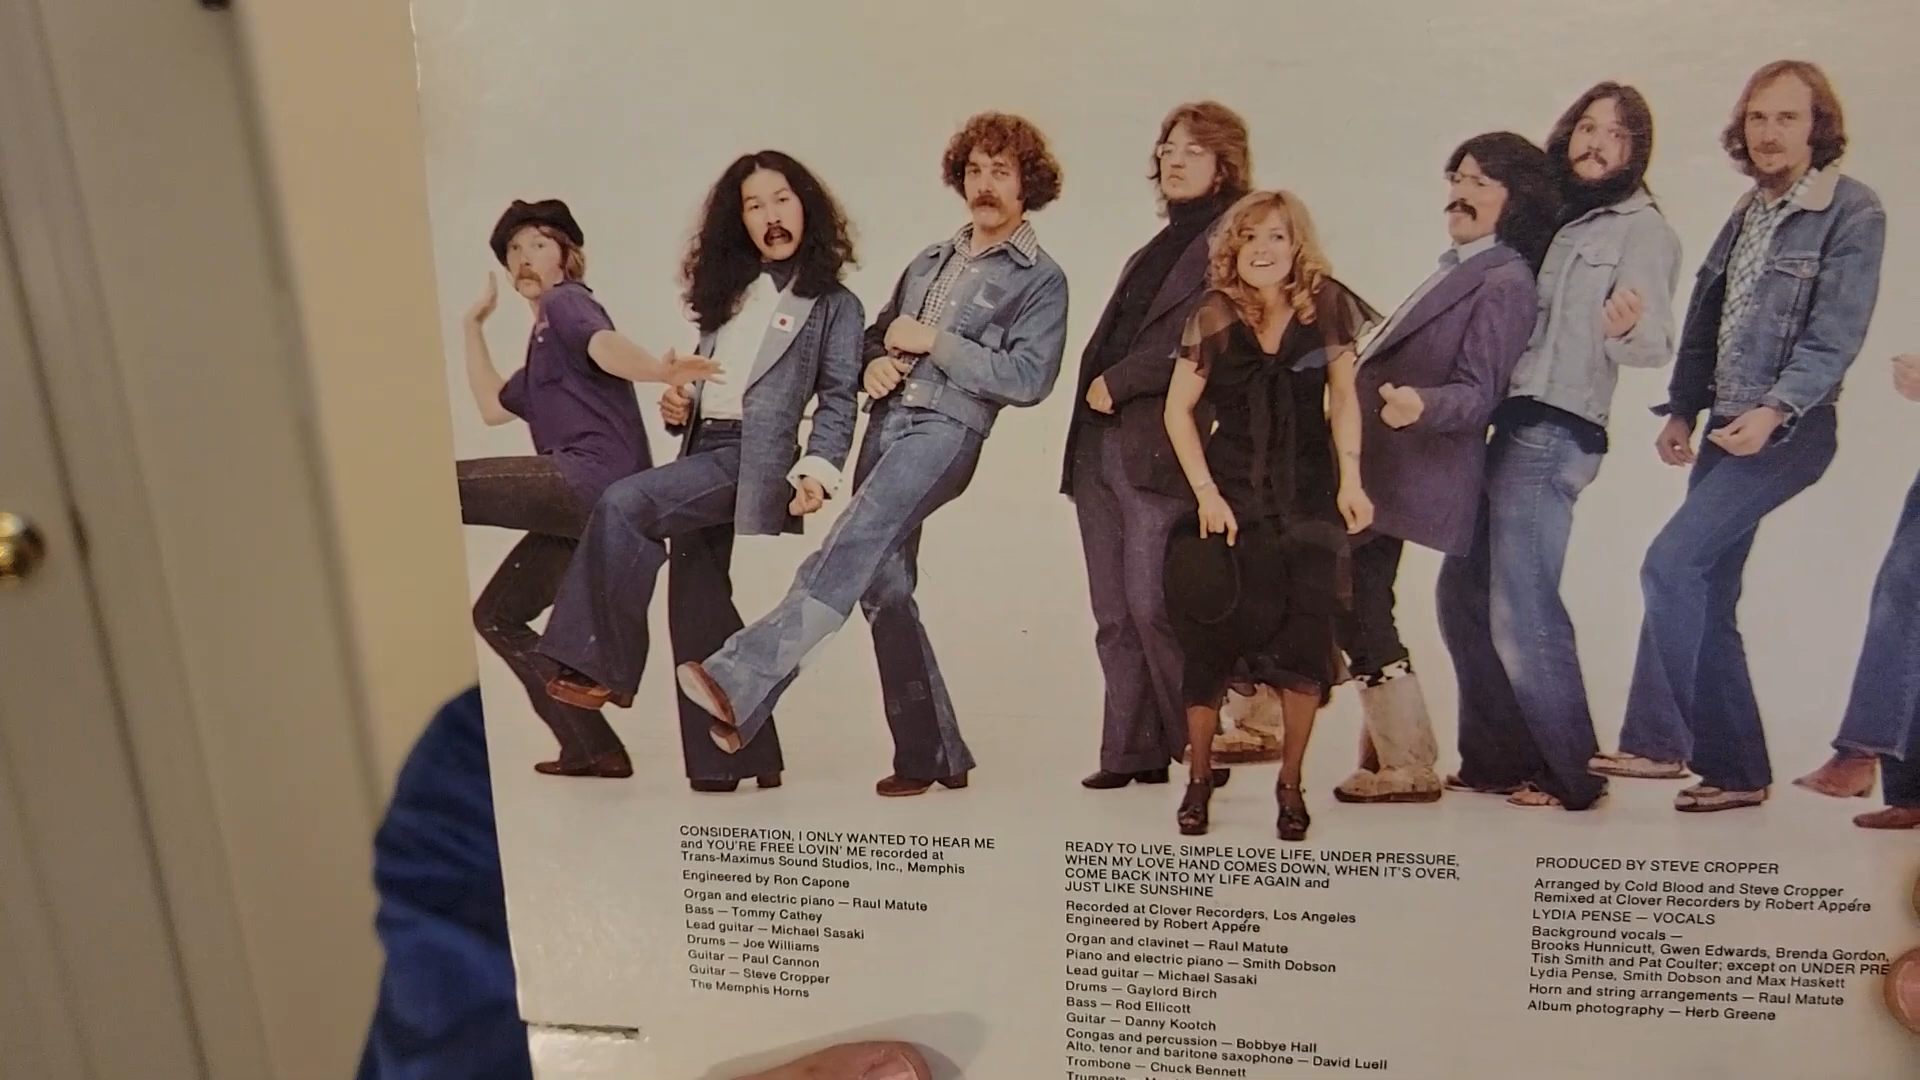 CONSIDERATION, I ONLY WANTED TO HEAR ME
and YOU'RE FREE LOVIN' ME recorded at
Trans-Maximus Sound Studios, Inc., Memphis
Engineered by Ron Capone
Organ and electric piano — Raul Matute
Bass — Tommy Cathey
Lead guitar — Michael Sasaki
Drums — Joe Williams
Guitar — Paul Cannon
Guitar — Steve Cropper
The Memphis Horns
READY TO LIVE, SIMPLE LOVE LIFE, UNDER PRESSURE,
WHEN MY LOVE HAND COMES DOWN, WHEN IT'S OVER,
COME BACK INTO MY LIFE AGAIN and
JUST LIKE SUNSHINE
Recorded at Clover Recorders, Los Angeles
Engineered by Robert Appére
Organ and clavinet — Raul Matute
Piano and electric piano — Smith Dobson
Lead guitar — Michael Sasaki
Drums — Gaylord Birch
Bass — Rod Ellicott
Guitar — Danny Kootch
Congas and percussion — Bobbye Hall
Alto, tenor and baritone saxophone — David Luell
Trombone — Chuck Bennett
PRODUCED BY STEVE CROPPER
Arranged by Cold Blood and Steve Cropper
Remixed at Clover Recorders by Robert Appére
LYDIA PENSE — VOCALS
Background vocals —
Brooks Hunnicutt, Gwen Edwards, Brenda Gordon,
Tish Smith and Pat Coulter; except on UNDER PRE
Lydia Pense, Smith Dobson and Max Haskett
Horn and string arrangements — Raul Matute
Album photography — Herb Greene